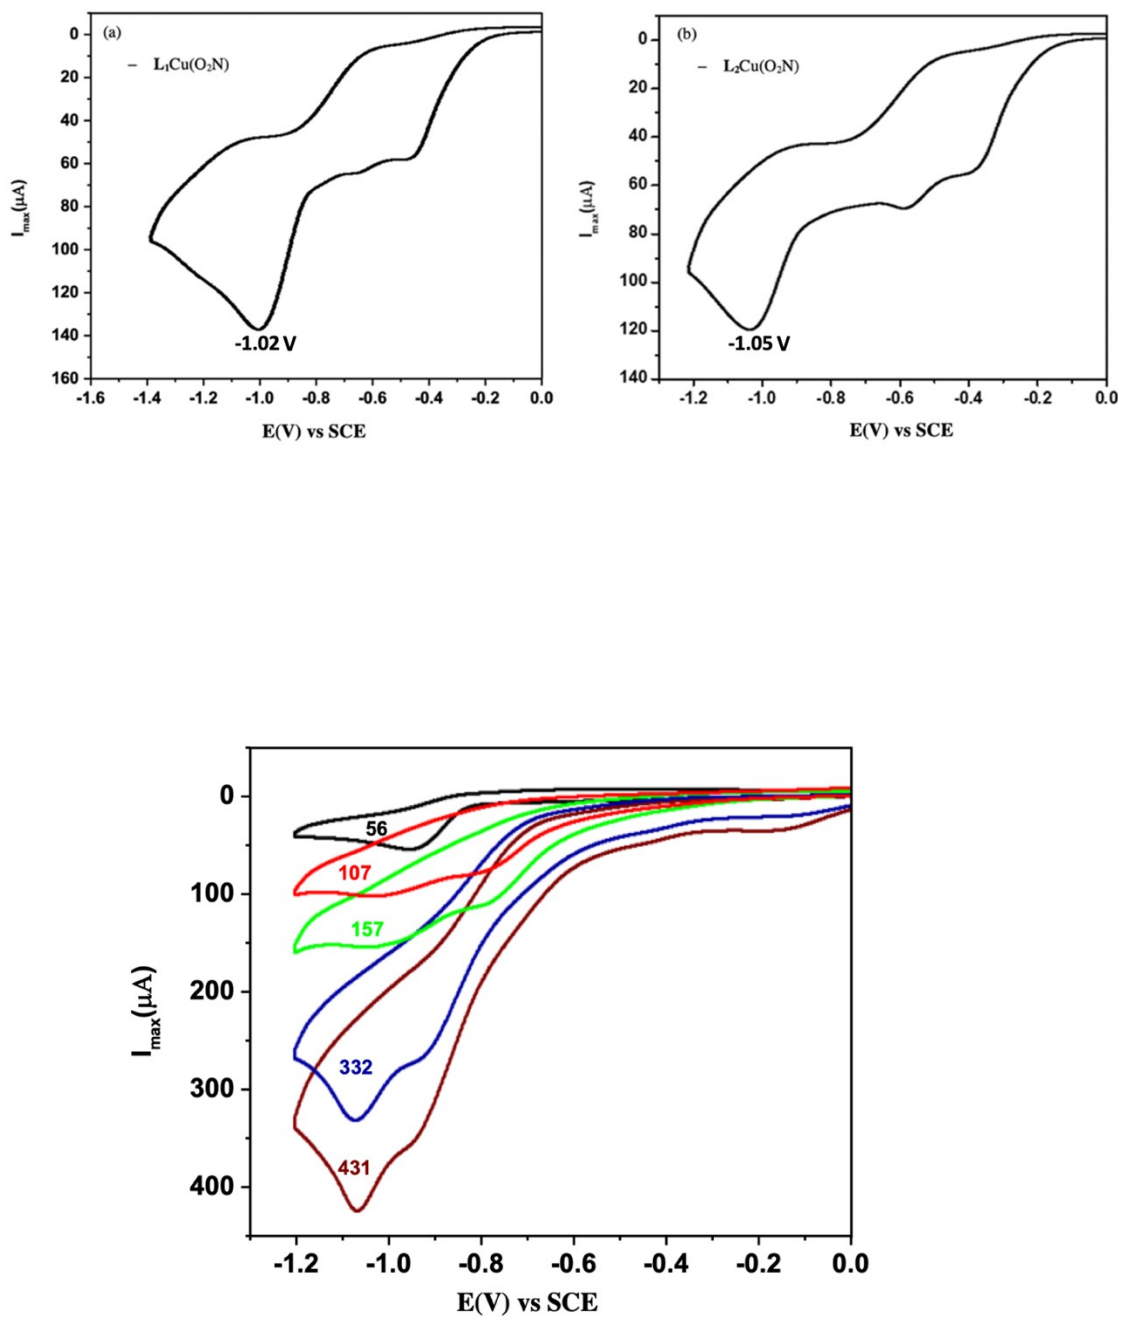 (a)
– L₁Cu(O₂N)
0
20
40
60
80
100
120
140
160
Imax(μA)
-1.02 V
-1.6 -1.4 -1.2 -1.0 -0.8 -0.6 -0.4 -0.2 0.0
E(V) vs SCE
(b)
– L₂Cu(O₂N)
0
20
40
60
80
100
120
140
Imax(μA)
-1.05 V
-1.2 -1.0 -0.8 -0.6 -0.4 -0.2 0.0
E(V) vs SCE
0
100
200
300
400
Imax(μA)
56
107
157
332
431
-1.2 -1.0 -0.8 -0.6 -0.4 -0.2 0.0
E(V) vs SCE